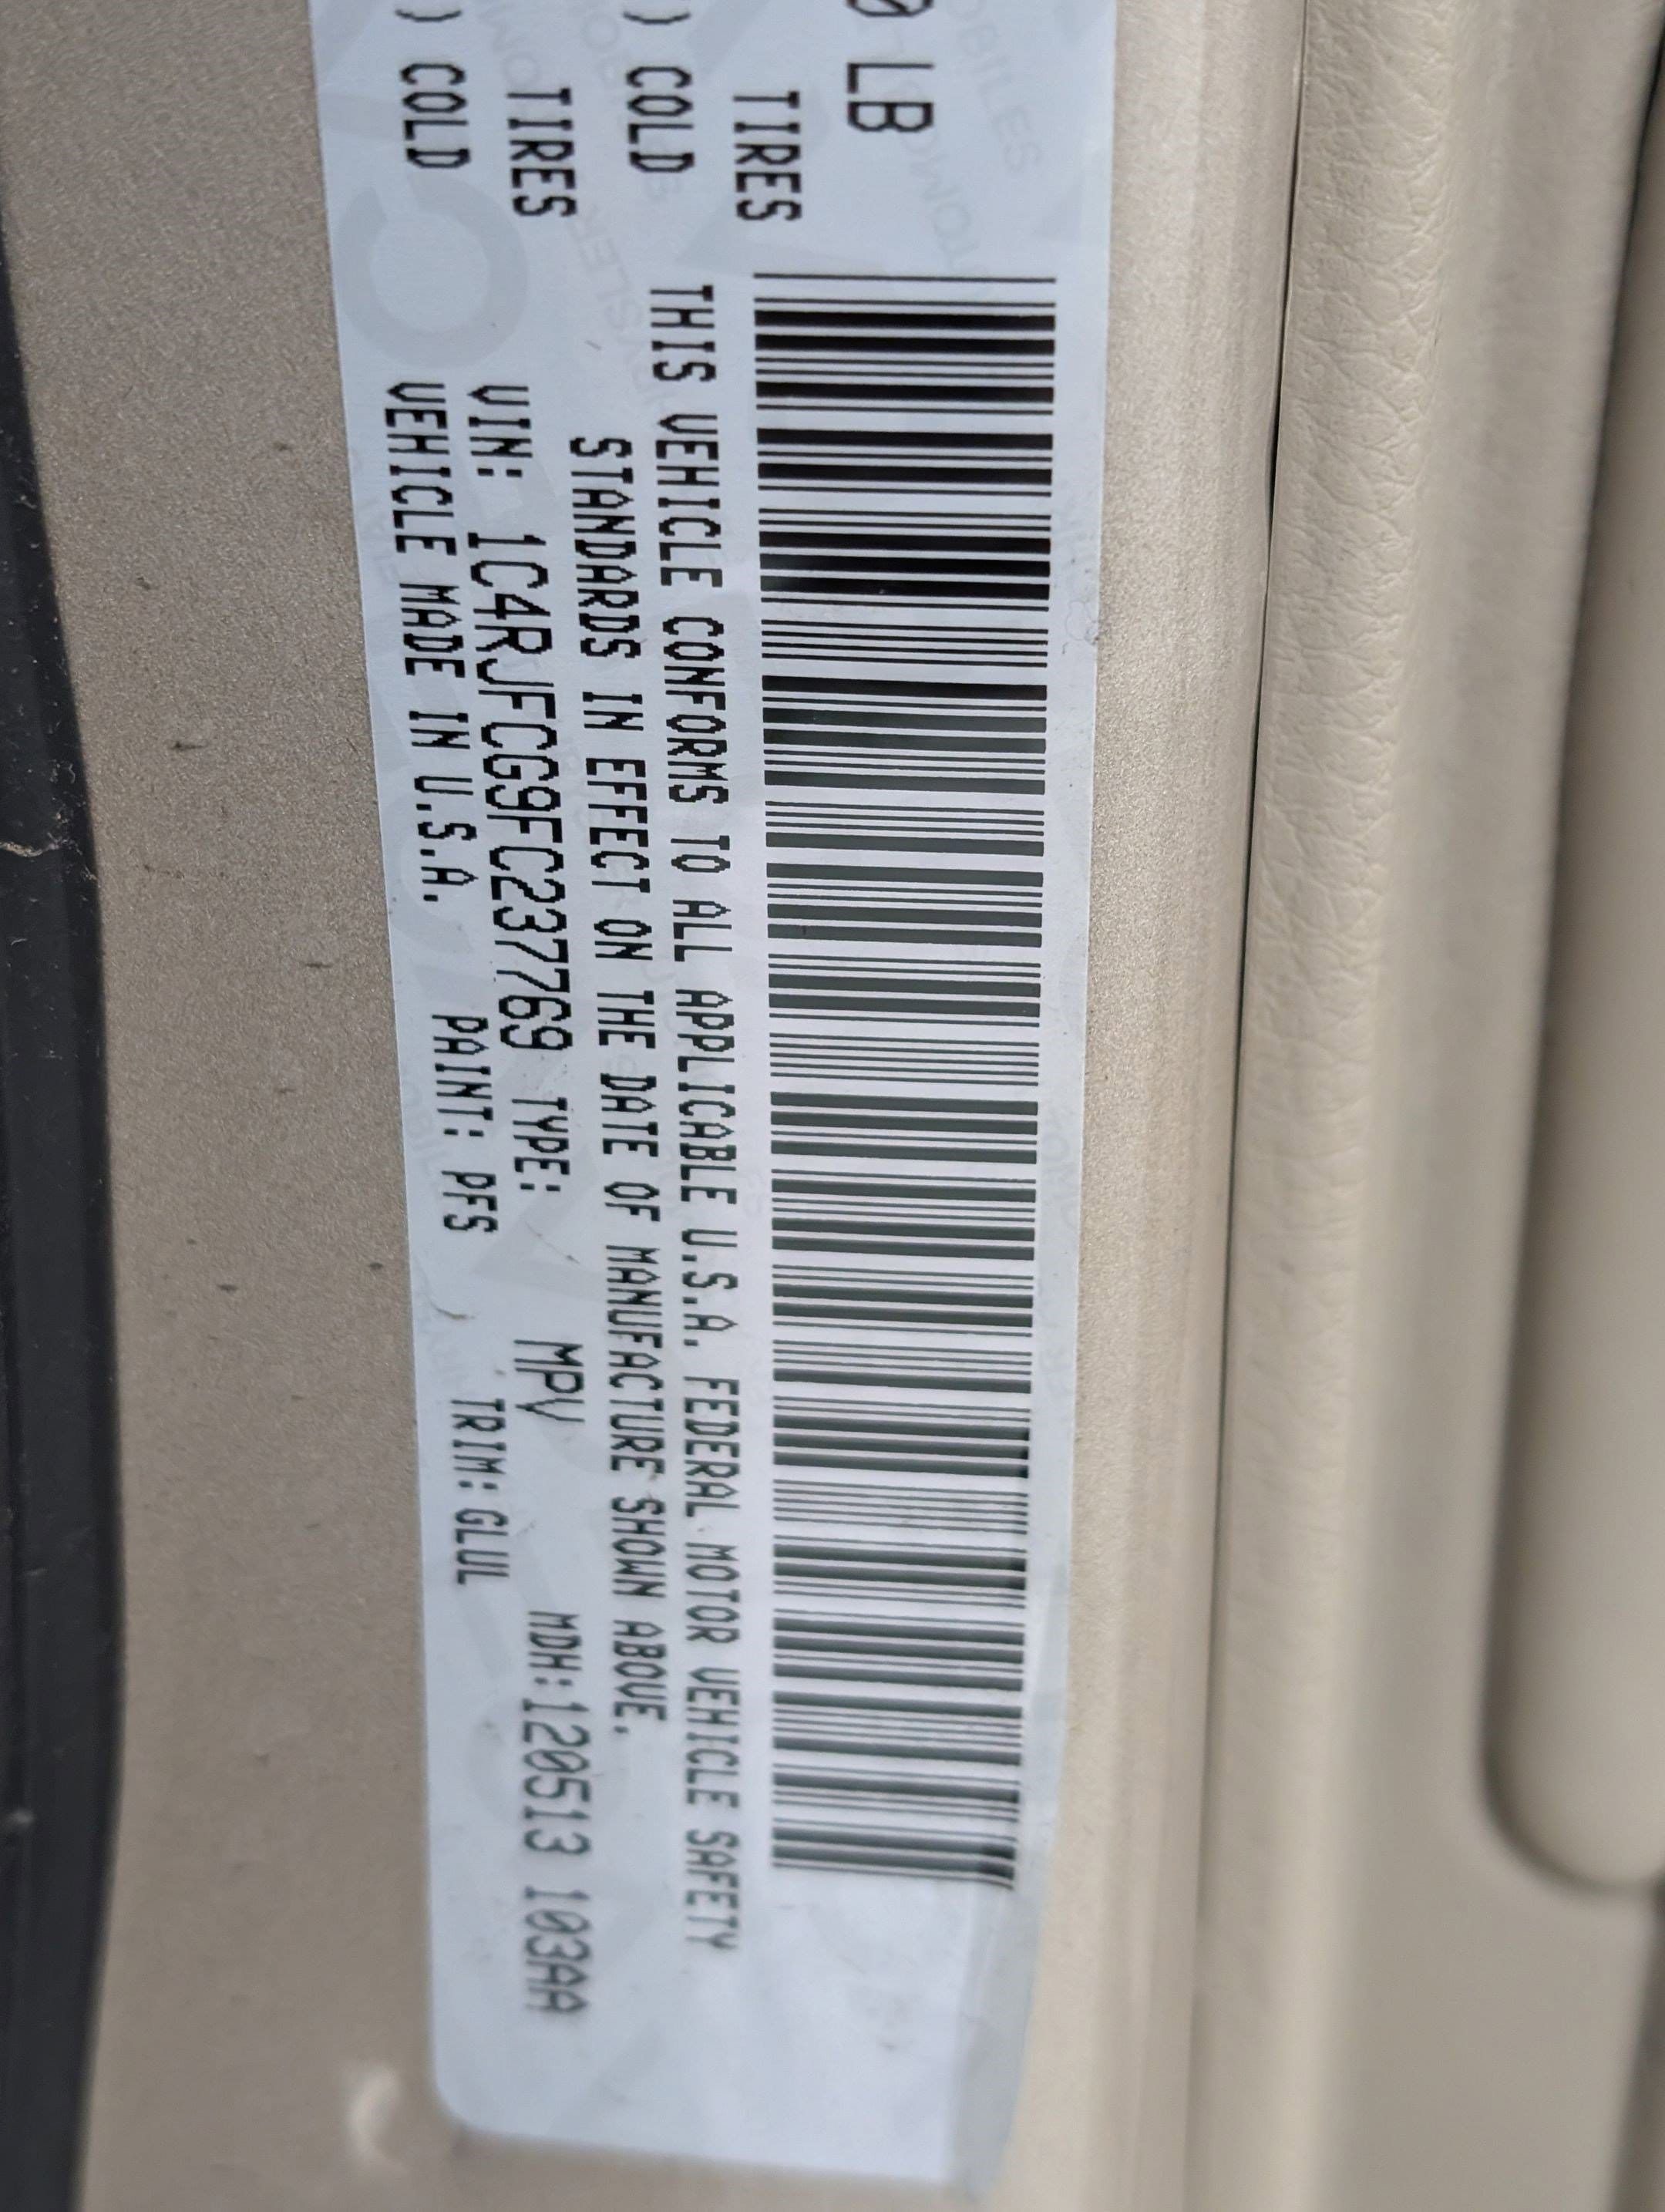 0 LB
TIRES
) COLD
TIRES
) COLD
THIS VEHICLE CONFORMS TO ALL APPLICABLE U.S.A. FEDERAL MOTOR VEHICLE SAFETY
STANDARDS IN EFFECT ON THE DATE OF MANUFACTURE SHOWN ABOVE.
VIN: 1C4RJFCG9FC237769 TYPE: MPV MDH:120513 103AA
VEHICLE MADE IN U.S.A. PAINT: PFS TRIM:GLUL